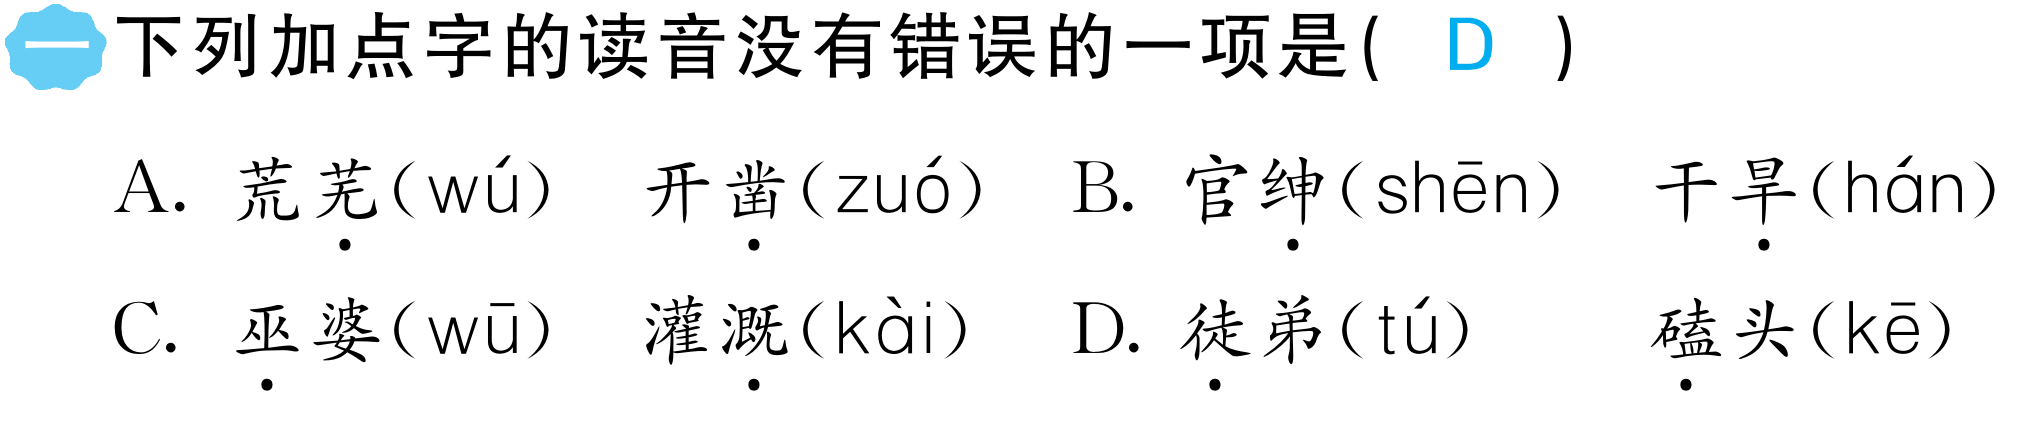 一 下列加点字的读音没有错误的一项是( D )
A. 荒芜(wú) 开凿(zuó) B. 官绅(shēn) 干旱(hán)
C. 巫婆(wū) 灌溉(kài) D. 徒弟(tú) 磕头(kē)